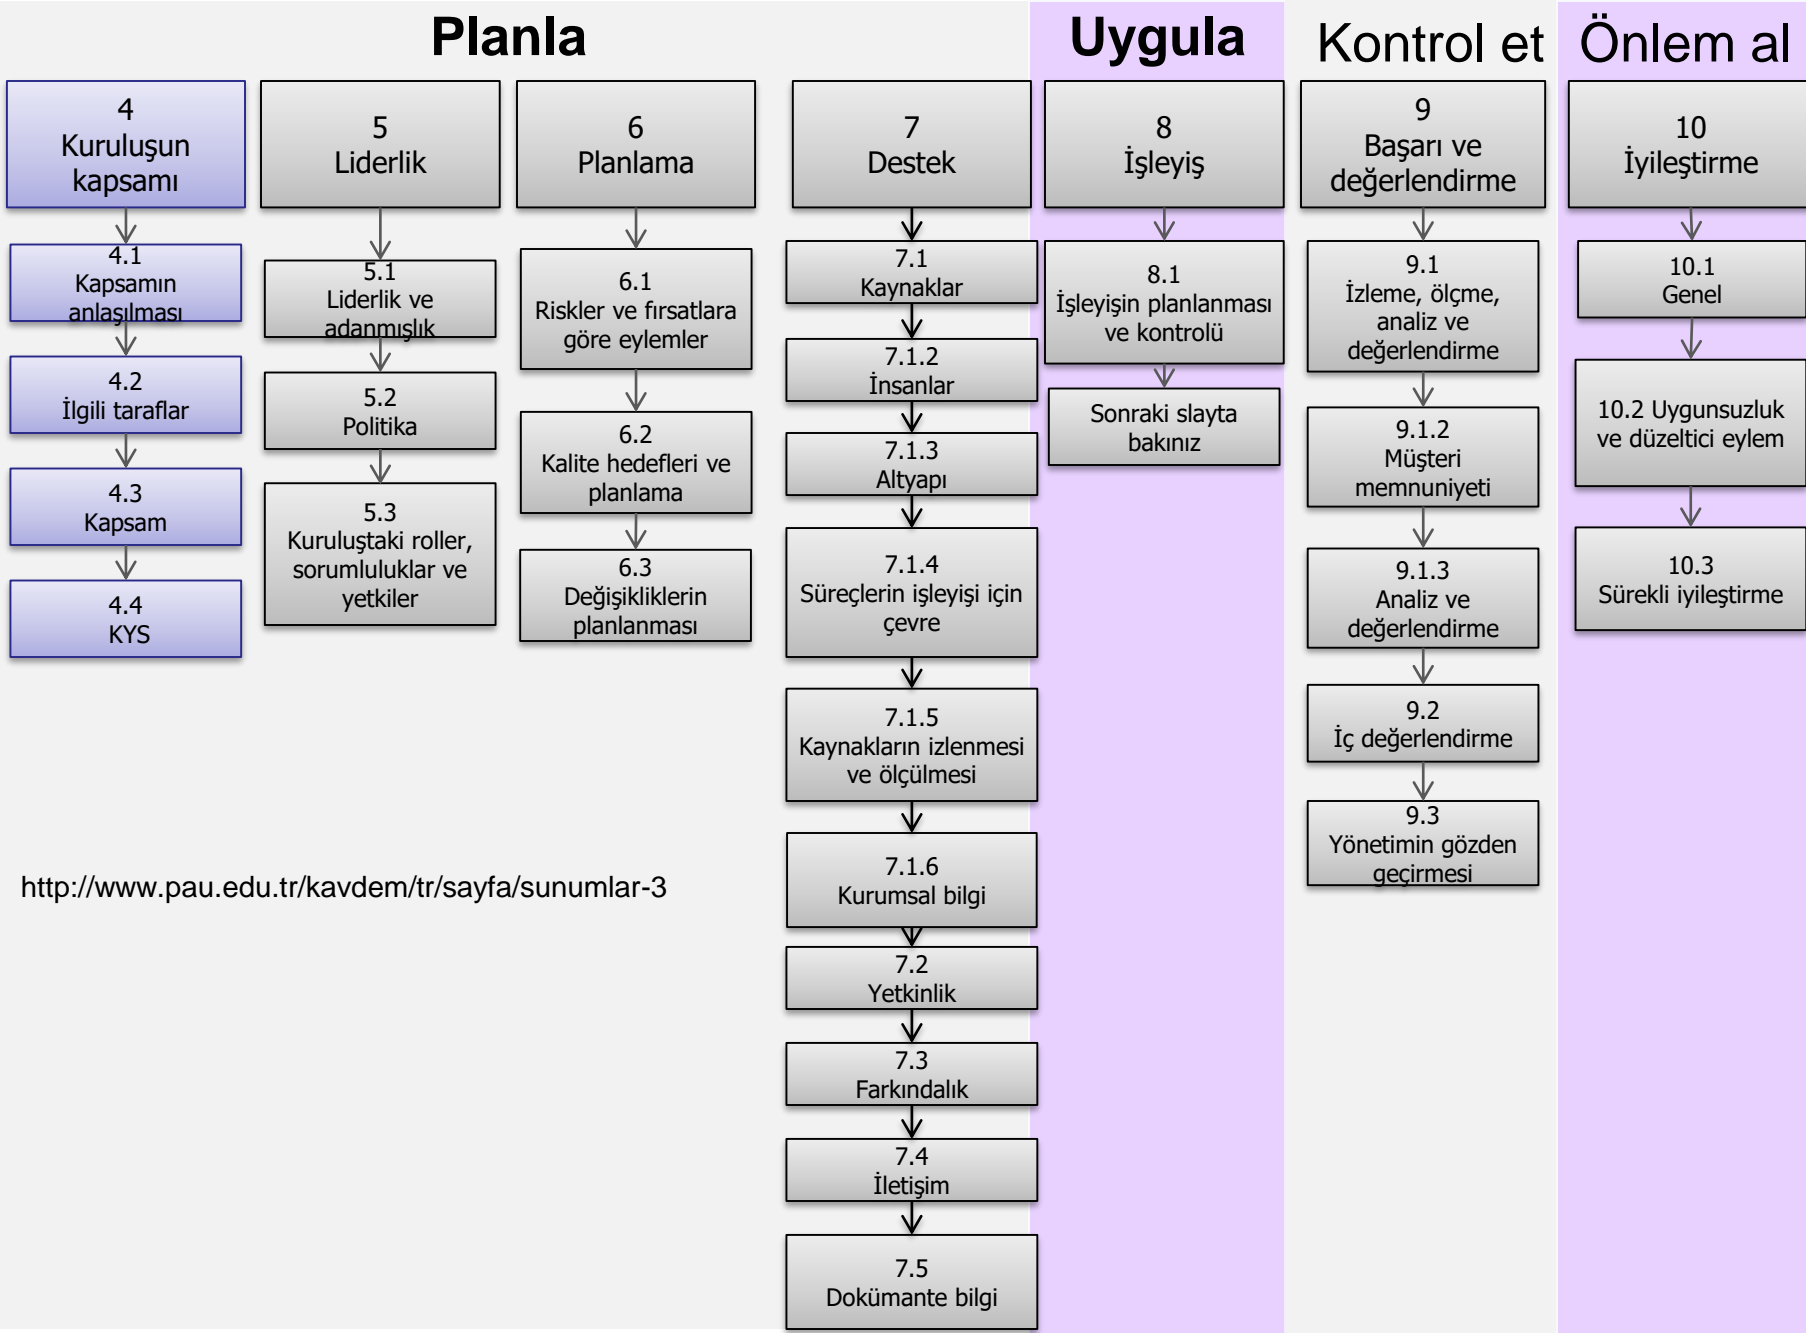 Planla
Uygula
Kontrol et
Önlem al
4
Kuruluşun
kapsamı
4.1
Kapsamın
anlaşılması
4.2
İlgili taraflar
4.3
Kapsam
4.4
KYS
5
Liderlik
5.1
Liderlik ve
adanmışlık
5.2
Politika
5.3
Kuruluştaki roller,
sorumluluklar ve
yetkiler
6
Planlama
6.1
Riskler ve fırsatlara
göre eylemler
6.2
Kalite hedefleri ve
planlama
6.3
Değişikliklerin
planlanması
7
Destek
7.1
Kaynaklar
7.1.2
İnsanlar
7.1.3
Altyapı
7.1.4
Süreçlerin işleyişi için
çevre
7.1.5
Kaynakların izlenmesi
ve ölçülmesi
7.1.6
Kurumsal bilgi
7.2
Yetkinlik
7.3
Farkındalık
7.4
İletişim
7.5
Dokümante bilgi
8
İşleyiş
8.1
İşleyişin planlanması
ve kontrolü
Sonraki slayta
bakınız
9
Başarı ve
değerlendirme
9.1
İzleme, ölçme,
analiz ve
değerlendirme
9.1.2
Müşteri
memnuniyeti
9.1.3
Analiz ve
değerlendirme
9.2
İç değerlendirme
9.3
Yönetimin gözden
geçirmesi
10
İyileştirme
10.1
Genel
10.2 Uygunsuzluk
ve düzeltici eylem
10.3
Sürekli iyileştirme
http://www.pau.edu.tr/kavdem/tr/sayfa/sunumlar-3